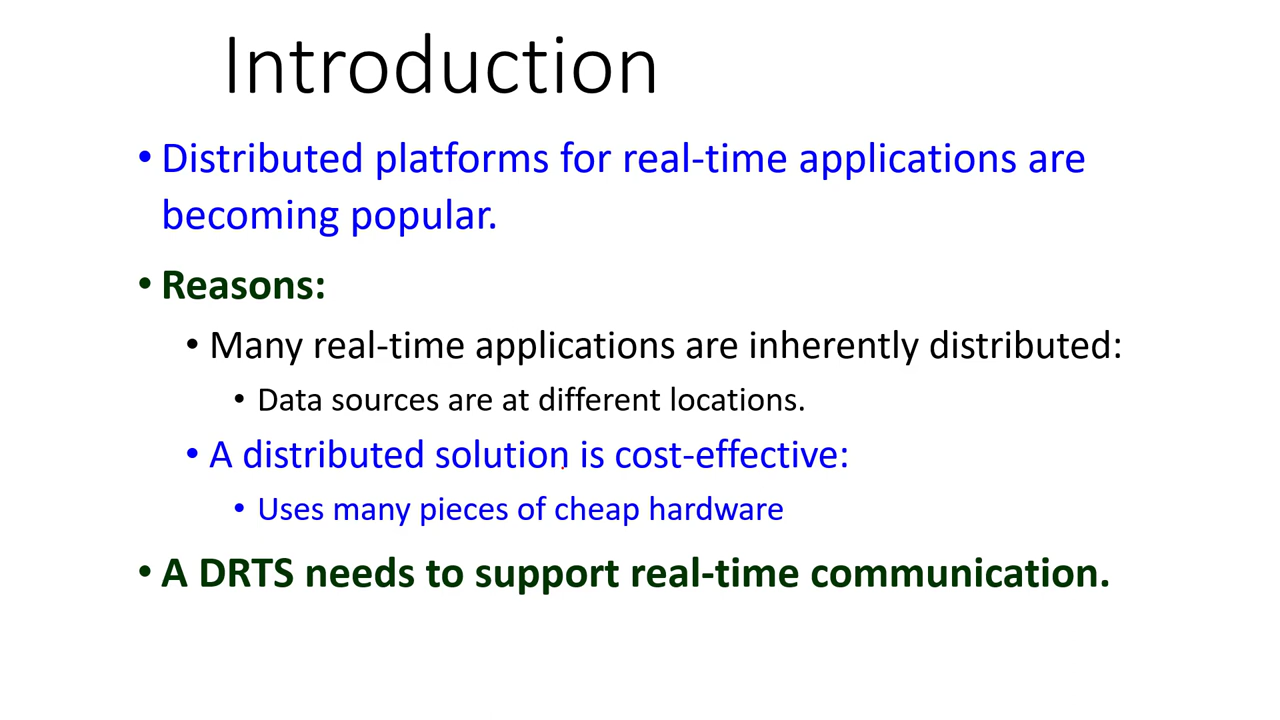 Introduction
• Distributed platforms for real-time applications are
becoming popular.
• Reasons:
• Many real-time applications are inherently distributed:
• Data sources are at different locations.
• A distributed solution is cost-effective:
• Uses many pieces of cheap hardware
• A DRTS needs to support real-time communication.